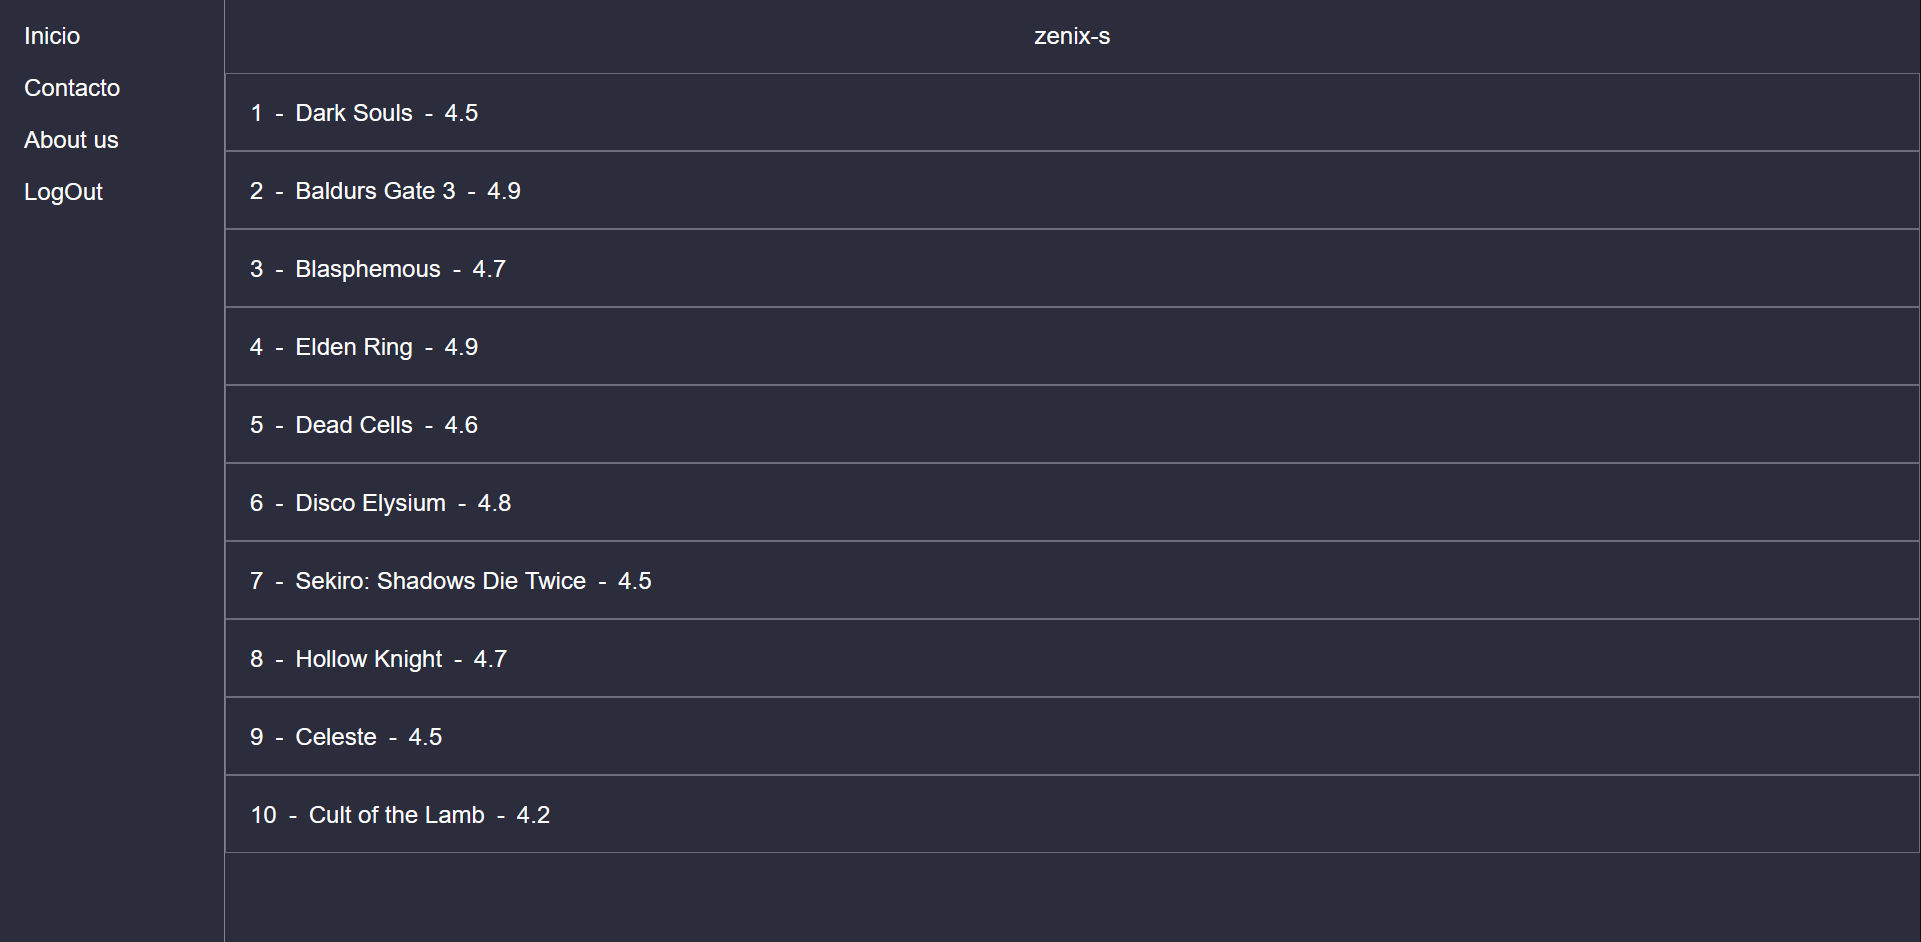 Inicio
Contacto
About us
LogOut
zenix-s
1 - Dark Souls - 4.5
2 - Baldurs Gate 3 - 4.9
3 - Blasphemous - 4.7
4 - Elden Ring - 4.9
5 - Dead Cells - 4.6
6 - Disco Elysium - 4.8
7 - Sekiro: Shadows Die Twice - 4.5
8 - Hollow Knight - 4.7
9 - Celeste - 4.5
10 - Cult of the Lamb - 4.2